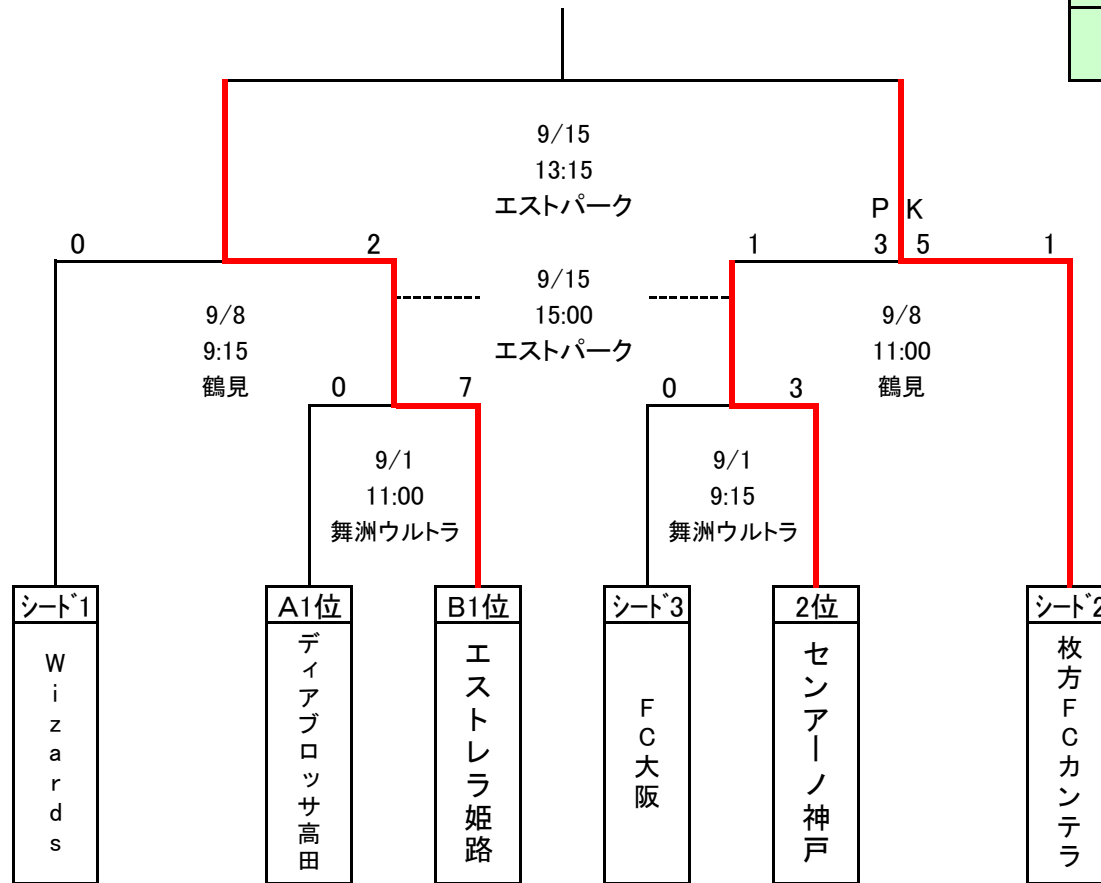 9/15
13:15
エストパーク
PK
0 2 1 3 5 1
9/15
15:00
エストパーク
9/8
9:15
鶴見
9/8
11:00
鶴見
0 7 0 3
9/1
11:00
舞洲ウルトラ
9/1
9:15
舞洲ウルトラ
シード1
A1位
B1位
シード3
2位
シード2
Wizards
ディアブロッサ高田
エストレラ姫路
FC大阪
センアーノ神戸
枚方FCカンテラ